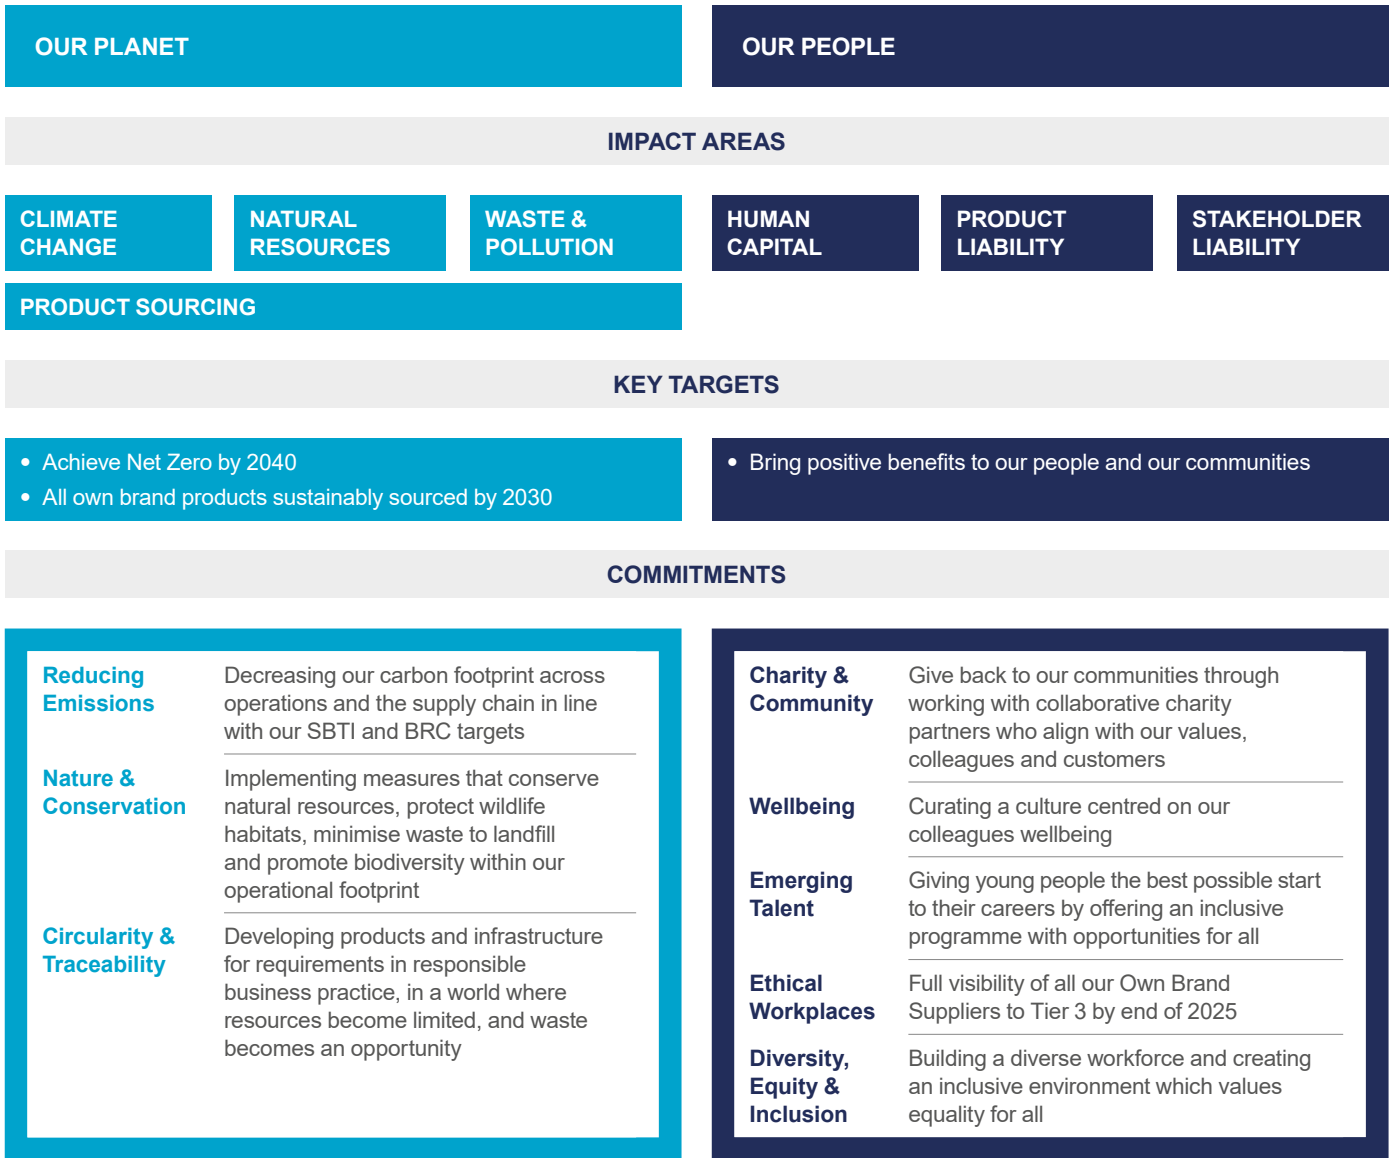 OUR PLANET
OUR PEOPLE
IMPACT AREAS
CLIMATE
CHANGE
NATURAL
RESOURCES
WASTE &
POLLUTION
HUMAN
CAPITAL
PRODUCT
LIABILITY
STAKEHOLDER
LIABILITY
PRODUCT SOURCING
KEY TARGETS
• Achieve Net Zero by 2040
• All own brand products sustainably sourced by 2030
• Bring positive benefits to our people and our communities
COMMITMENTS
Reducing
Emissions
Decreasing our carbon footprint across
operations and the supply chain in line
with our SBTI and BRC targets
Nature &
Conservation
Implementing measures that conserve
natural resources, protect wildlife
habitats, minimise waste to landfill
and promote biodiversity within our
operational footprint
Circularity &
Traceability
Developing products and infrastructure
for requirements in responsible
business practice, in a world where
resources become limited, and waste
becomes an opportunity
Charity &
Community
Give back to our communities through
working with collaborative charity
partners who align with our values,
colleagues and customers
Wellbeing
Curating a culture centred on our
colleagues wellbeing
Emerging
Talent
Giving young people the best possible start
to their careers by offering an inclusive
programme with opportunities for all
Ethical
Workplaces
Full visibility of all our Own Brand
Suppliers to Tier 3 by end of 2025
Diversity,
Equity &
Inclusion
Building a diverse workforce and creating
an inclusive environment which values
equality for all